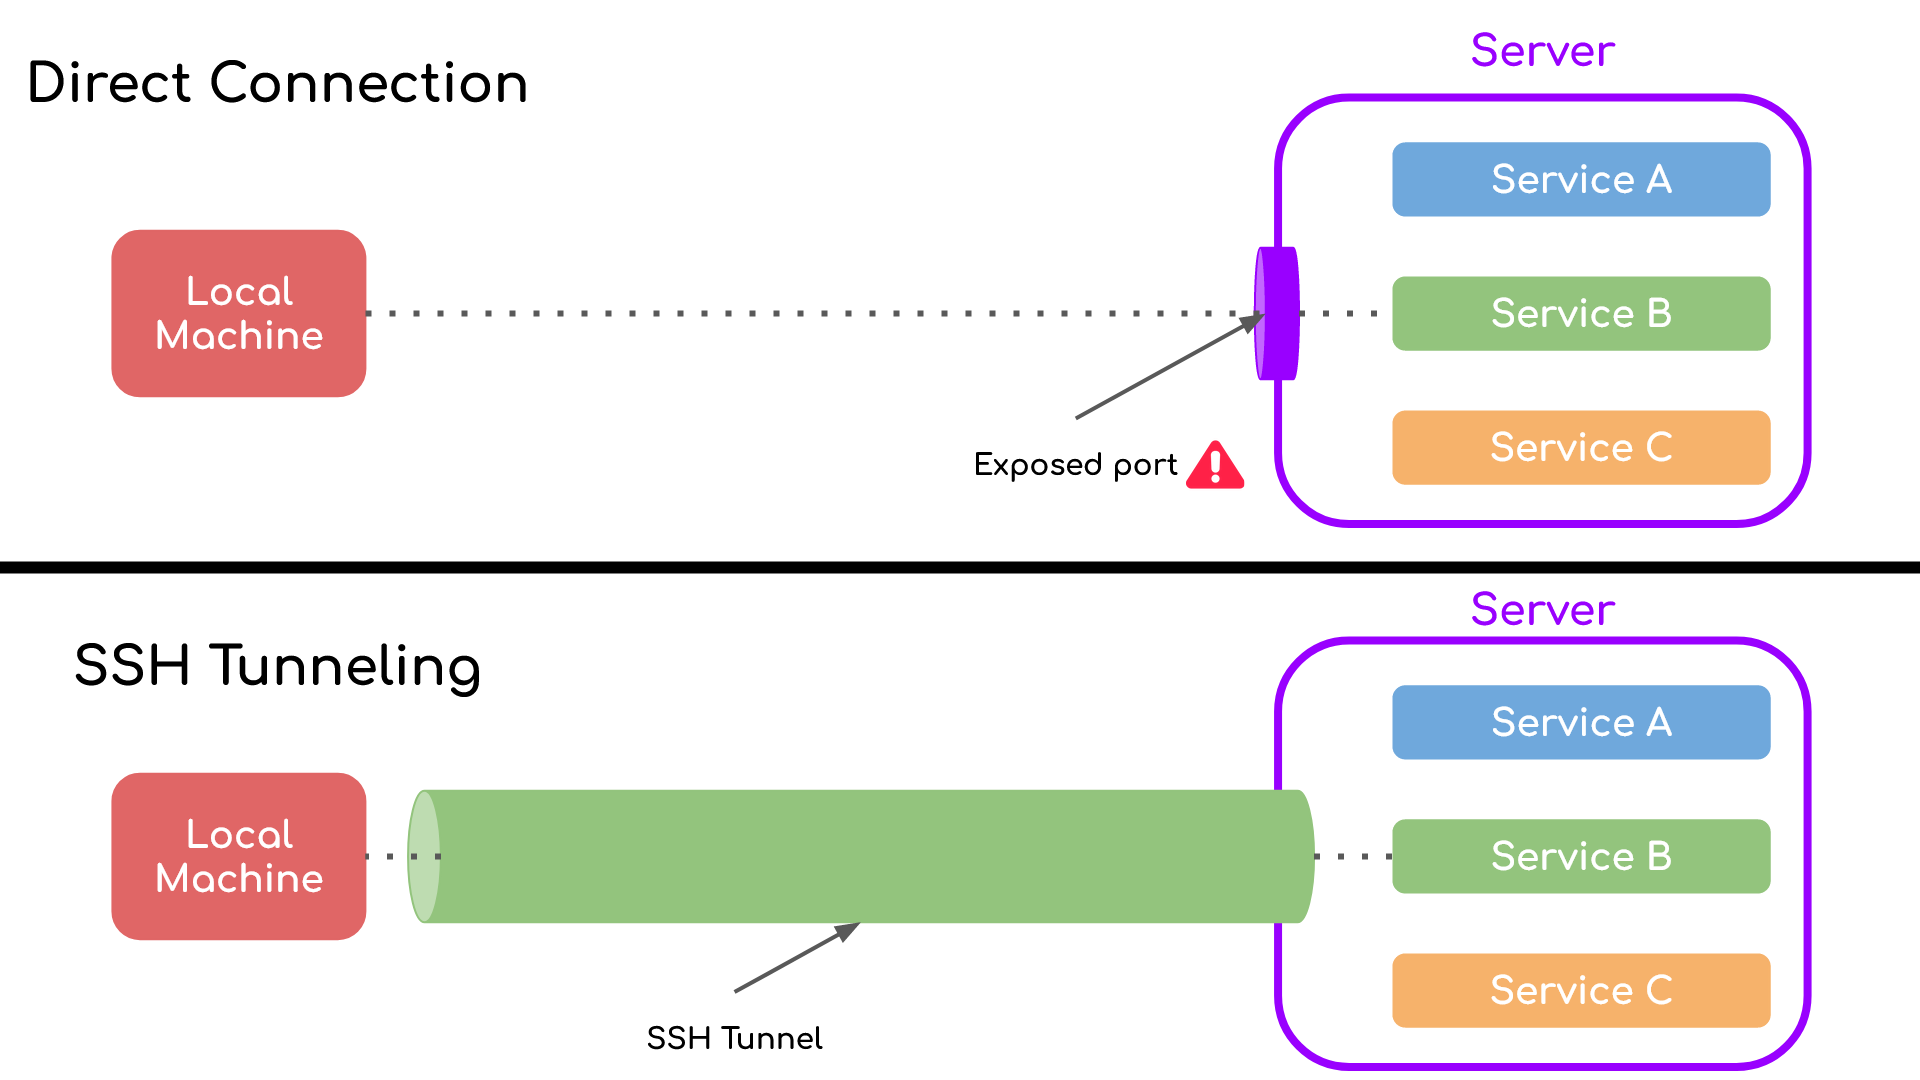 Direct Connection
Server
Service A
Local
Machine
Service B
Service C
Exposed port
Server
SSH Tunneling
Service A
Local
Machine
Service B
Service C
SSH Tunnel